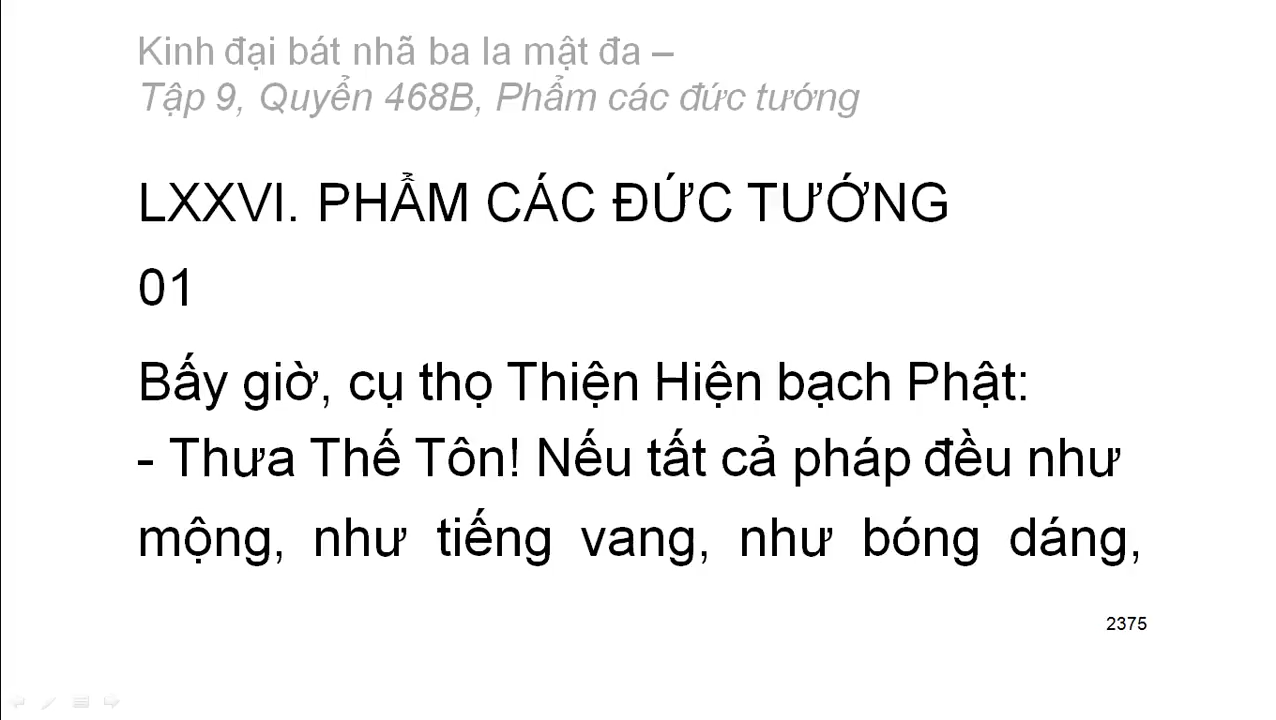 Kinh đại bát nhã ba la mật đa –
Tập 9, Quyển 468B, Phẩm các đức tướng
LXXVI. PHẨM CÁC ĐỨC TƯỚNG
01
Bấy giờ, cụ thọ Thiện Hiện bạch Phật:
- Thưa Thế Tôn! Nếu tất cả pháp đều như
mộng, như tiếng vang, như bóng dáng,
2375